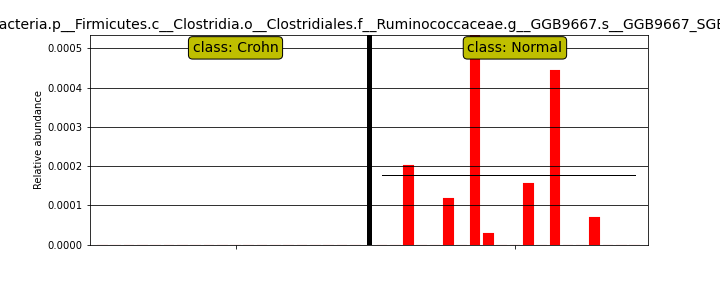 acteria.p__Firmicutes.c__Clostridia.o__Clostridiales.f__Ruminococcaceae.g__GGB9667.s__GGB9667_SGB
class: Crohn
class: Normal
0.0005
0.0004
0.0003
0.0002
0.0001
0.0000
Relative abundance